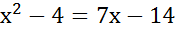 x² − 4 = 7x − 14